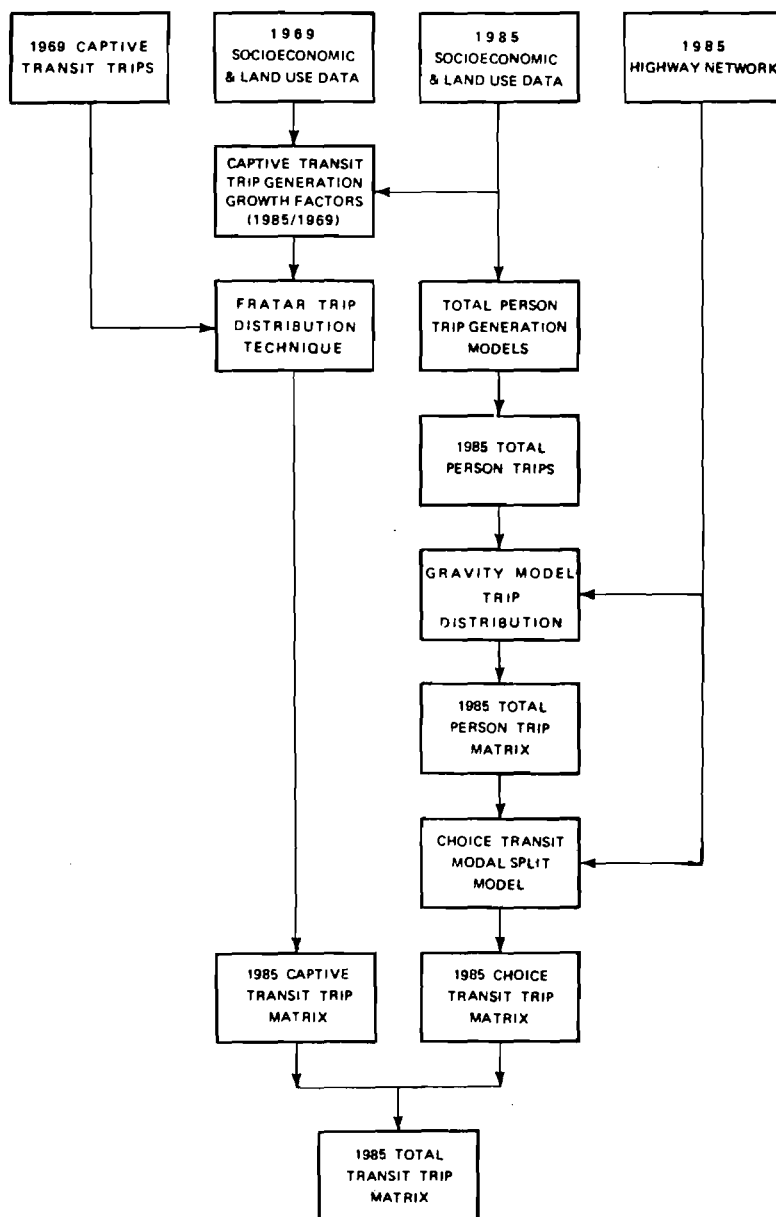 1969 CAPTIVE
TRANSIT TRIPS
1969
SOCIOECONOMIC
& LAND USE DATA
1985
SOCIOECONOMIC
& LAND USE DATA
1985
HIGHWAY NETWORK
CAPTIVE TRANSIT
TRIP GENERATION
GROWTH FACTORS
(1985/1969)
FRATAR TRIP
DISTRIBUTION
TECHNIQUE
TOTAL PERSON
TRIP GENERATION
MODELS
1985 TOTAL
PERSON TRIPS
GRAVITY MODEL
TRIP
DISTRIBUTION
1985 TOTAL
PERSON TRIP
MATRIX
CHOICE TRANSIT
MODAL SPLIT
MODEL
1985 CAPTIVE
TRANSIT TRIP
MATRIX
1985 CHOICE
TRANSIT TRIP
MATRIX
1985 TOTAL
TRANSIT TRIP
MATRIX